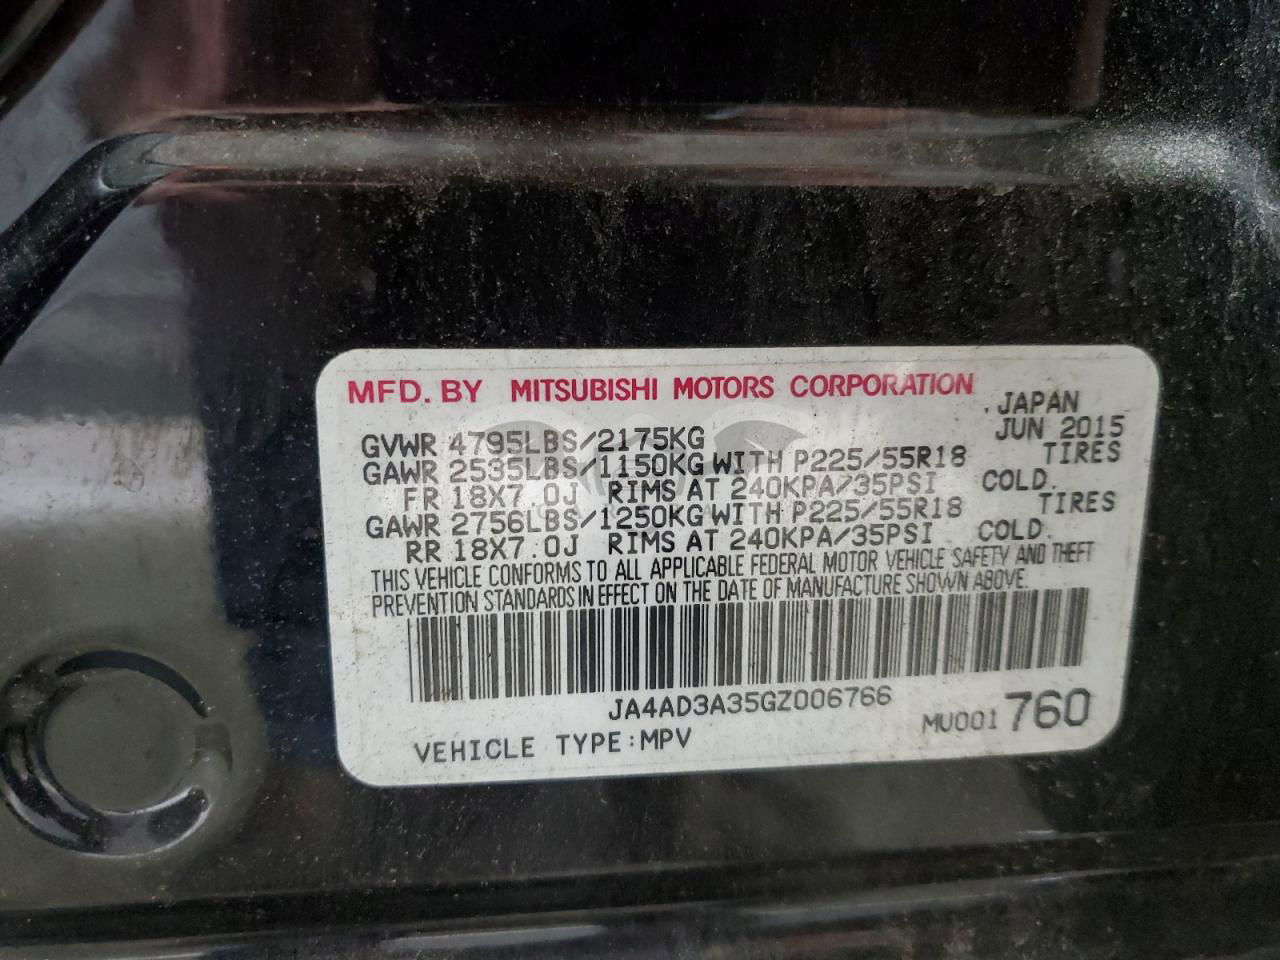 MFD. BY MITSUBISHI MOTORS CORPORATION
. JAPAN
GVWR 4795LBS/2175KG JUN 2015
GAWR 2535LBS/1150KG WITH P225/55R18 TIRES
FR 18X7.0J RIMS AT 240KPA/35PSI COLD.
GAWR 2756LBS/1250KG WITH P225/55R18 TIRES
RR 18X7.0J RIMS AT 240KPA/35PSI COLD.
THIS VEHICLE CONFORMS TO ALL APPLICABLE FEDERAL MOTOR VEHICLE SAFETY AND THEFT
PREVENTION STANDARDS IN EFFECT ON THE DATE OF MANUFACTURE SHOWN ABOVE.
JA4AD3A35GZ006766
MU001 760
VEHICLE TYPE:MPV